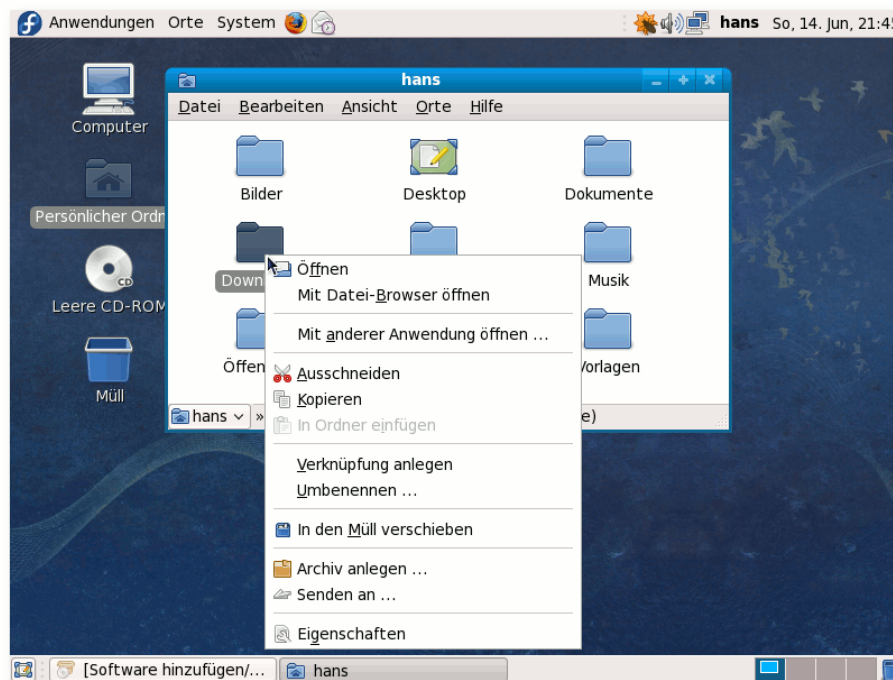 Anwendungen Orte System hans So, 14. Jun, 21:4
hans
Datei Bearbeiten Ansicht Orte Hilfe
Computer
Bilder Desktop Dokumente
Persönlicher Ordn
Down Musik
Leere CD-ROM
Öffen Vorlagen
Müll
hans » e)
Öffnen
Mit Datei-Browser öffnen
Mit anderer Anwendung öffnen ...
Ausschneiden
Kopieren
In Ordner einfügen
Verknüpfung anlegen
Umbenennen ...
In den Müll verschieben
Archiv anlegen ...
Senden an ...
Eigenschaften
[Software hinzufügen/... hans